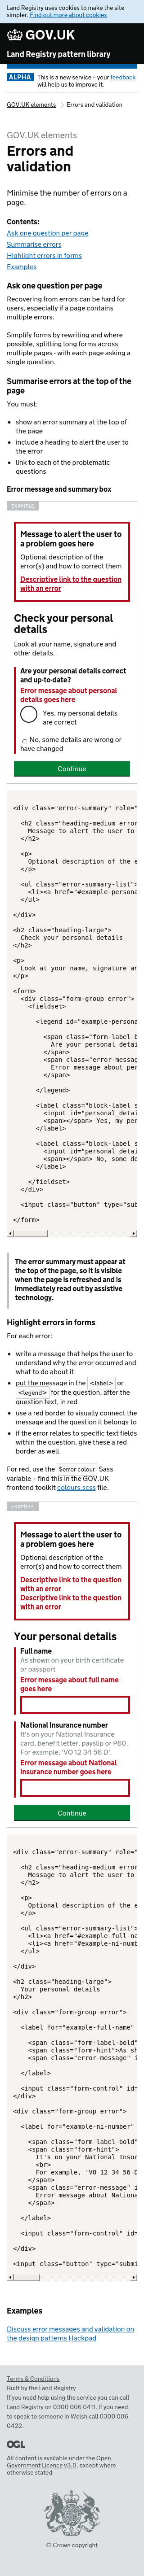 Land Registry uses cookies to make the site
simpler. Find out more about cookies
GOV.UK
Land Registry pattern library
ALPHA
This is a new service – your feedback
will help us to improve it.
GOV.UK elements
Errors and validation
GOV.UK elements
Errors and
validation
Minimise the number of errors on a
page.
Contents:
Ask one question per page
Summarise errors
Highlight errors in forms
Examples
Ask one question per page
Recovering from errors can be hard for
users, especially if a page contains
multiple errors.
Simplify forms by rewriting and where
possible, splitting long forms across
multiple pages - with each page asking a
single question.
Summarise errors at the top of the
page
You must:
• show an error summary at the top of
the page
• include a heading to alert the user to
the error
• link to each of the problematic
questions
Error message and summary box
EXAMPLE
Message to alert the user to
a problem goes here
Optional description of the
error(s) and how to correct them
Descriptive link to the question
with an error
Check your personal
details
Look at your name, signature and
other details.
Are your personal details correct
and up-to-date?
Error message about personal
details goes here
Yes, my personal details
are correct
No, some details are wrong or
have changed
Continue
<div class="error-summary" role="
<h2 class="heading-medium error
Message to alert the user to
</h2>
<p>
Optional description of the e
</p>
<ul class="error-summary-list">
<li><a href="#example-persona
</ul>
</div>
<h2 class="heading-large">
Check your personal details
</h2>
<p>
Look at your name, signature an
</p>
<form>
<div class="form-group error">
<fieldset>
<legend id="example-persona
<span class="form-label-b
Are your personal detai
</span>
<span class="error-messag
Error message about per
</span>
</legend>
<label class="block-label s
<input id="personal_detai
<span></span> Yes, my per
</label>
<label class="block-label s
<input id="personal_detai
<span></span> No, some de
</label>
</fieldset>
</div>
<input class="button" type="sub
</form>
The error summary must appear at
the top of the page, so it is visible
when the page is refreshed and is
immediately read out by assistive
technology.
Highlight errors in forms
For each error:
• write a message that helps the user to
understand why the error occurred and
what to do about it
• put the message in the <label> or
<legend> for the question, after the
question text, in red
• use a red border to visually connect the
message and the question it belongs to
• if the error relates to specific text fields
within the question, give these a red
border as well
For red, use the $error-colour Sass
variable – find this in the GOV.UK
frontend toolkit colours.scss file.
EXAMPLE
Message to alert the user to
a problem goes here
Optional description of the
error(s) and how to correct them
Descriptive link to the question
with an error
Descriptive link to the question
with an error
Your personal details
Full name
As shown on your birth certificate
or passport
Error message about full name
goes here
National Insurance number
It's on your National Insurance
card, benefit letter, payslip or P60.
For example, 'VO 12 34 56 D'.
Error message about National
Insurance number goes here
Continue
<div class="error-summary" role="
<h2 class="heading-medium error
Message to alert the user to
</h2>
<p>
Optional description of the e
</p>
<ul class="error-summary-list">
<li><a href="#example-full-na
<li><a href="#example-ni-numb
</ul>
</div>
<h2 class="heading-large">
Your personal details
</h2>
<div class="form-group error">
<label for="example-full-name"
<span class="form-label-bold"
<span class="form-hint">As sh
<span class="error-message" i
</label>
<input class="form-control" id=
</div>
<div class="form-group error">
<label for="example-ni-number"
<span class="form-label-bold"
<span class="form-hint">
It's on your National Insur
<br>
For example, 'VO 12 34 56 D
</span>
<span class="error-message" i
Error message about Nationa
</span>
</label>
<input class="form-control" id=
</div>
<input class="button" type="submi
Examples
Discuss error messages and validation on
the design patterns Hackpad
Terms & Conditions
Built by the Land Registry
If you need help using the service you can call
Land Registry on 0300 006 0411. If you need
to speak to someone in Welsh call 0300 006
0422.
OGL
All content is available under the Open
Government Licence v3.0, except where
otherwise stated
© Crown copyright